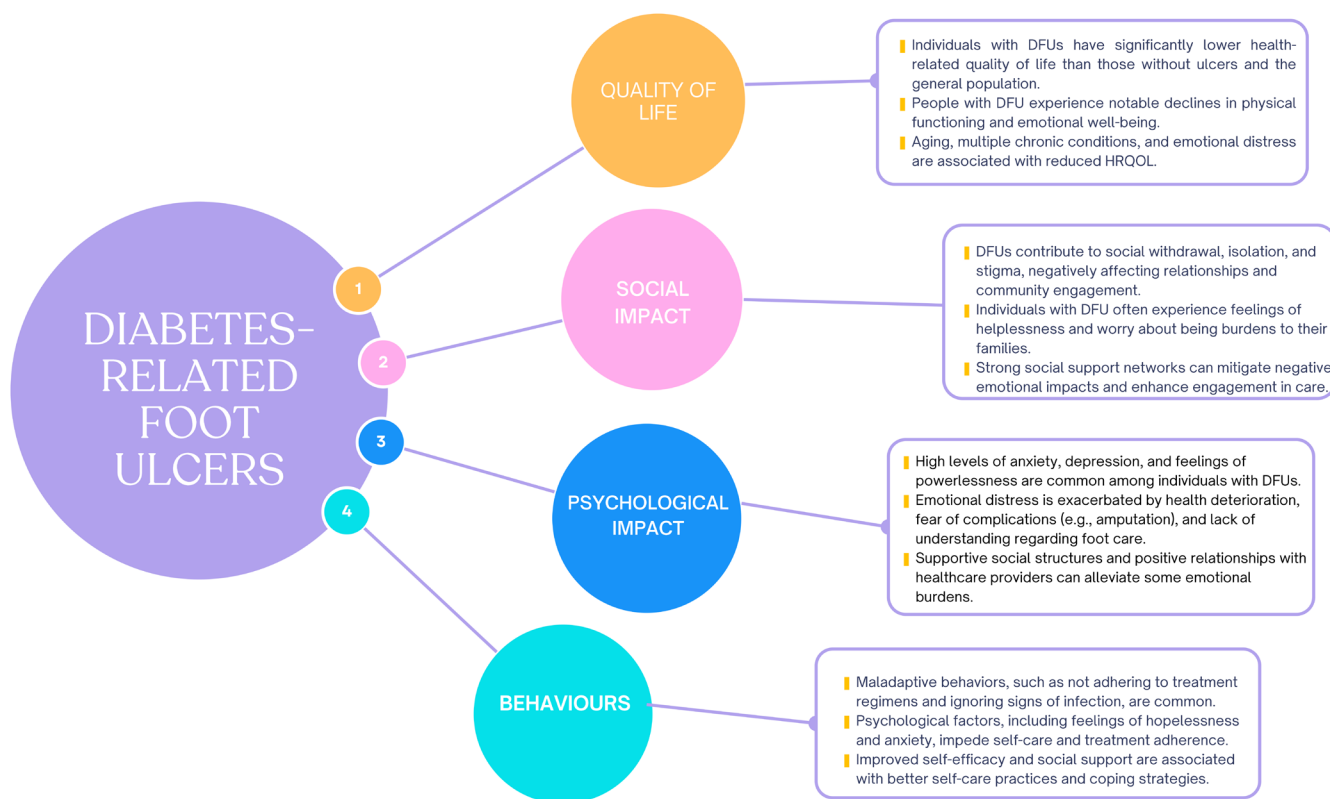 DIABETES-
RELATED
FOOT
ULCERS
1
QUALITY OF
LIFE
Individuals with DFUs have significantly lower health-
related quality of life than those without ulcers and the
general population.
People with DFU experience notable declines in physical
functioning and emotional well-being.
Aging, multiple chronic conditions, and emotional distress
are associated with reduced HRQOL.
2
SOCIAL
IMPACT
DFUs contribute to social withdrawal, isolation, and
stigma, negatively affecting relationships and
community engagement.
Individuals with DFU often experience feelings of
helplessness and worry about being burdens to their
families.
Strong social support networks can mitigate negative
emotional impacts and enhance engagement in care.
3
PSYCHOLOGICAL
IMPACT
High levels of anxiety, depression, and feelings of
powerlessness are common among individuals with DFUs.
Emotional distress is exacerbated by health deterioration,
fear of complications (e.g., amputation), and lack of
understanding regarding foot care.
Supportive social structures and positive relationships with
healthcare providers can alleviate some emotional
burdens.
4
BEHAVIOURS
Maladaptive behaviors, such as not adhering to treatment
regimens and ignoring signs of infection, are common.
Psychological factors, including feelings of hopelessness
and anxiety, impede self-care and treatment adherence.
Improved self-efficacy and social support are associated
with better self-care practices and coping strategies.